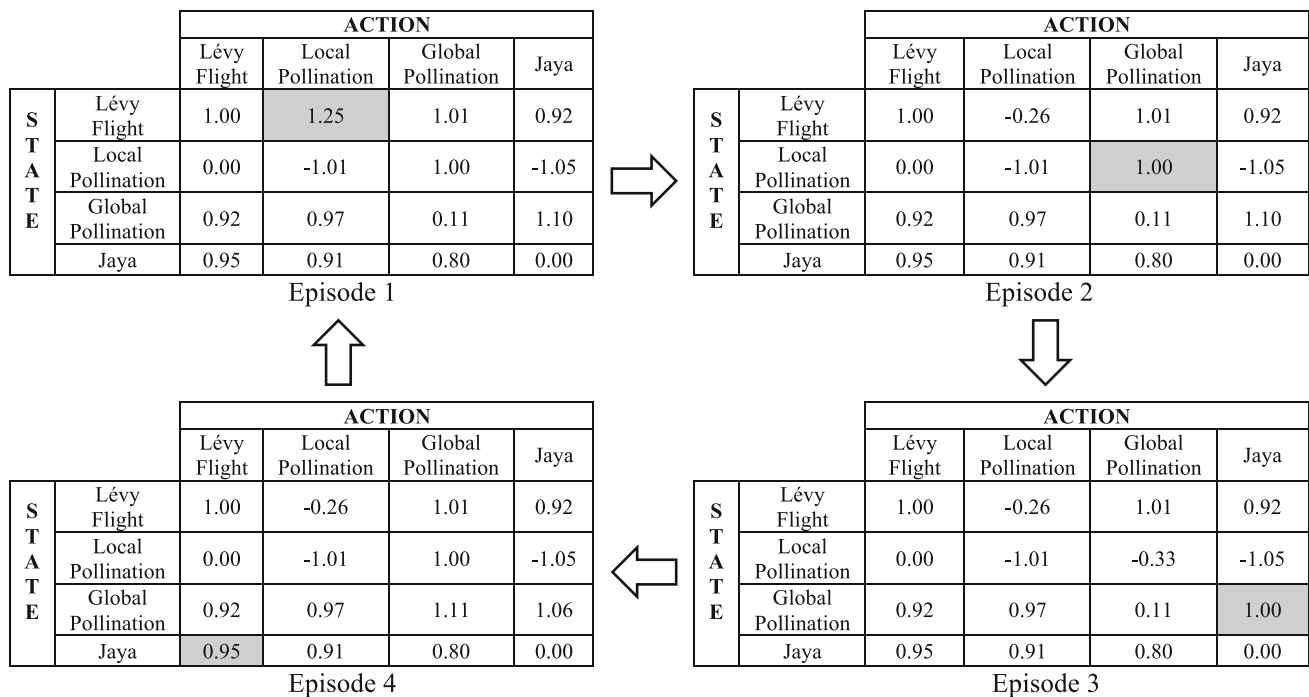 ACTION
Lévy Flight Local Pollination Global Pollination Jaya
STATE
Lévy Flight 1.00 1.25 1.01 0.92
Local Pollination 0.00 -1.01 1.00 -1.05
Global Pollination 0.92 0.97 0.11 1.10
Jaya 0.95 0.91 0.80 0.00
Episode 1
ACTION
Lévy Flight Local Pollination Global Pollination Jaya
STATE
Lévy Flight 1.00 -0.26 1.01 0.92
Local Pollination 0.00 -1.01 1.00 -1.05
Global Pollination 0.92 0.97 0.11 1.10
Jaya 0.95 0.91 0.80 0.00
Episode 2
ACTION
Lévy Flight Local Pollination Global Pollination Jaya
STATE
Lévy Flight 1.00 -0.26 1.01 0.92
Local Pollination 0.00 -1.01 1.00 -1.05
Global Pollination 0.92 0.97 1.11 1.06
Jaya 0.95 0.91 0.80 0.00
Episode 4
ACTION
Lévy Flight Local Pollination Global Pollination Jaya
STATE
Lévy Flight 1.00 -0.26 1.01 0.92
Local Pollination 0.00 -1.01 -0.33 -1.05
Global Pollination 0.92 0.97 0.11 1.00
Jaya 0.95 0.91 0.80 0.00
Episode 3